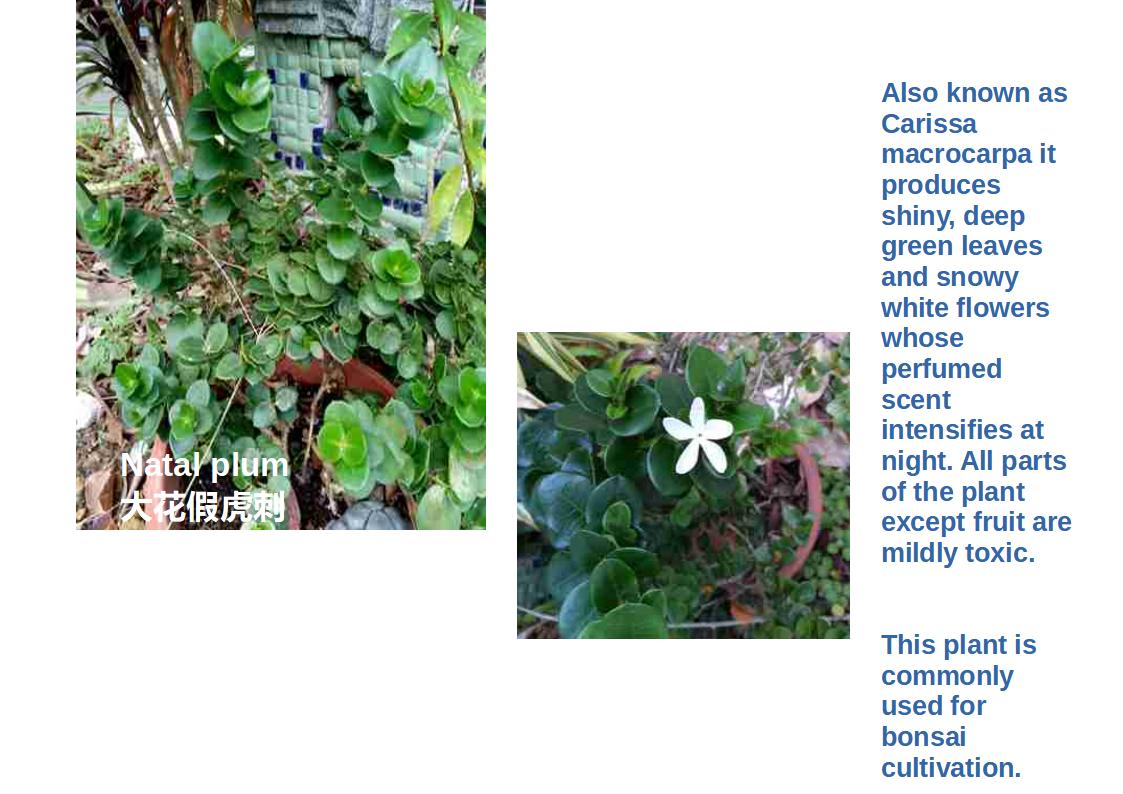 Natal plum
大花假虎刺
Also known as
Carissa
macrocarpa it
produces
shiny, deep
green leaves
and snowy
white flowers
whose
perfumed
scent
intensifies at
night. All parts
of the plant
except fruit are
mildly toxic.
This plant is
commonly
used for
bonsai
cultivation.